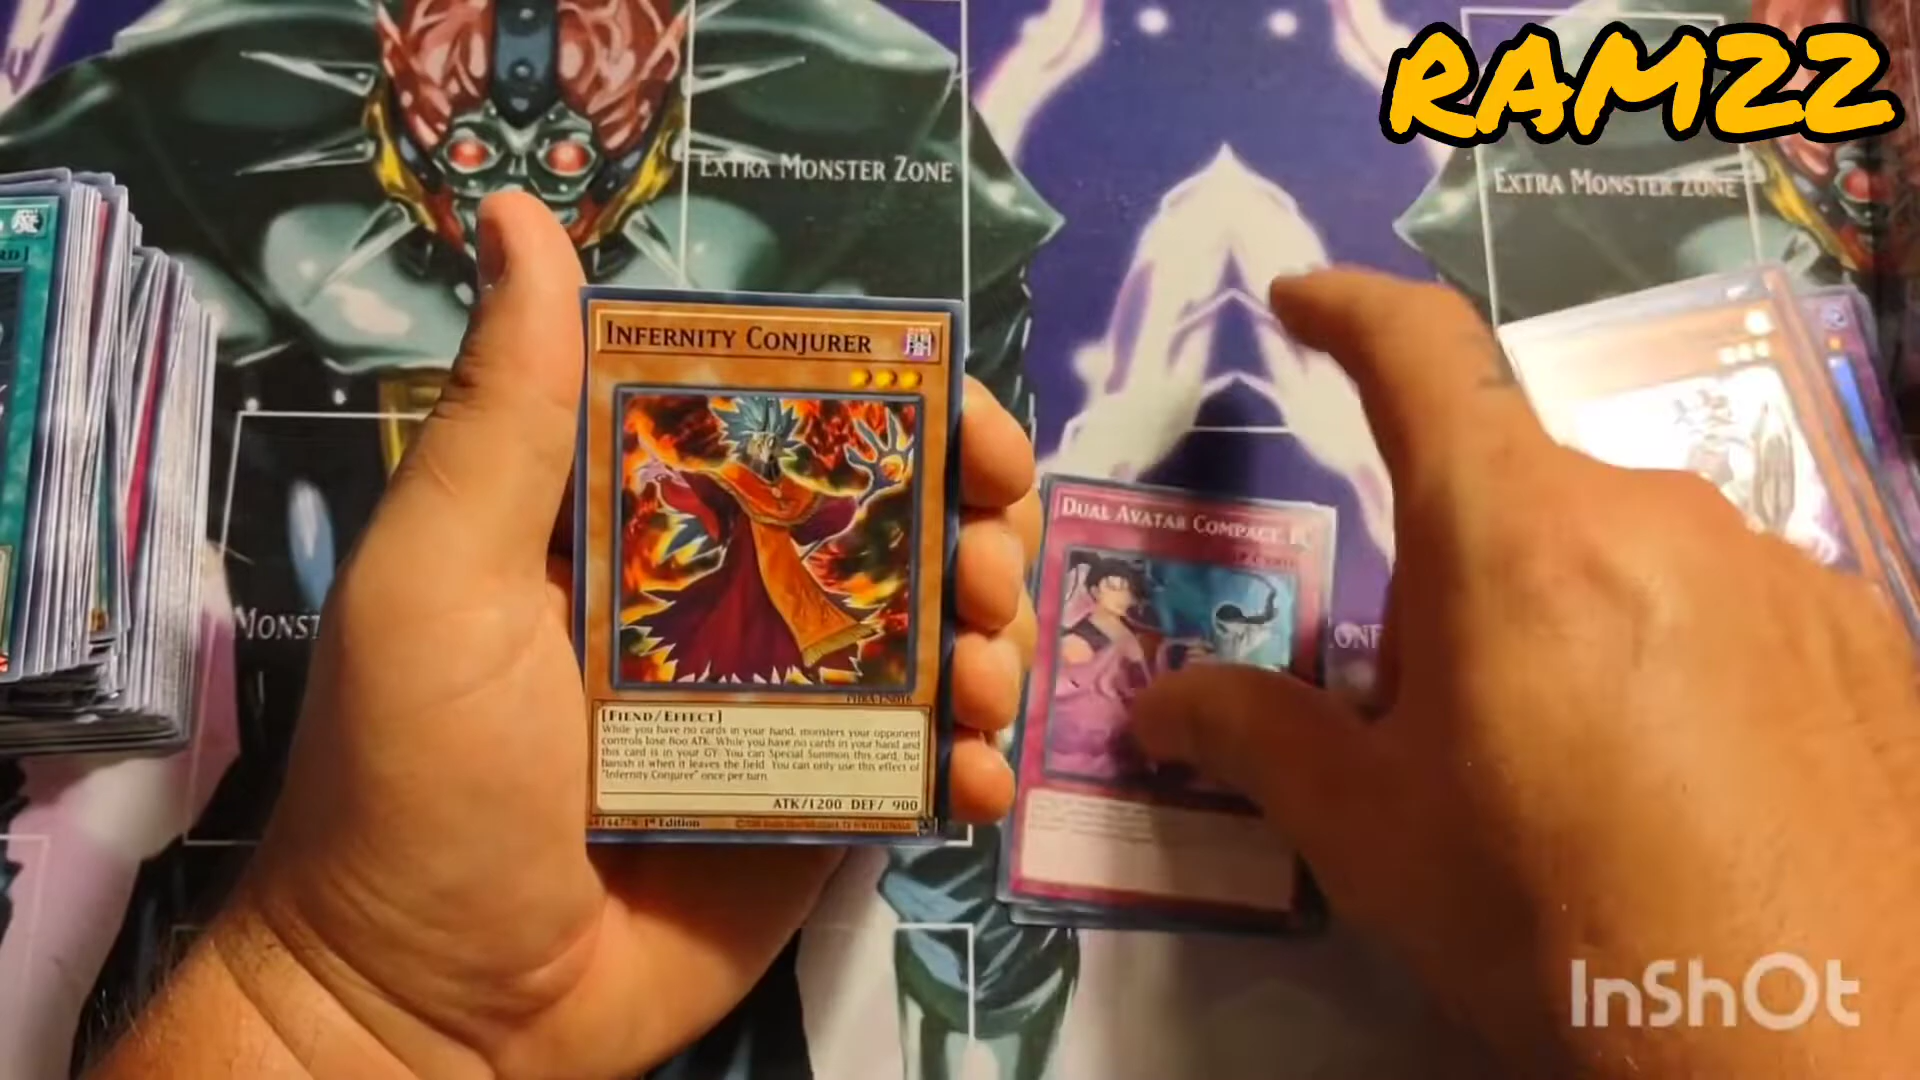 RAM22
EXTRA MONSTER ZONE
EXTRA MONSTER ZONE
INFERNITY CONJURER
DUAL AVATAR COMPACT
MONST
[FIEND/EFFECT]
While you have no cards in your hand, monsters your opponent
controls lose 800 ATK. While you have no cards in your hand and
this card is in your GY: You can Special Summon this card, but
banish it when it leaves the field. You can only use this effect of
"Infernity Conjurer" once per turn.
ATK/1200 DEF/ 900
1st Edition
InShOt